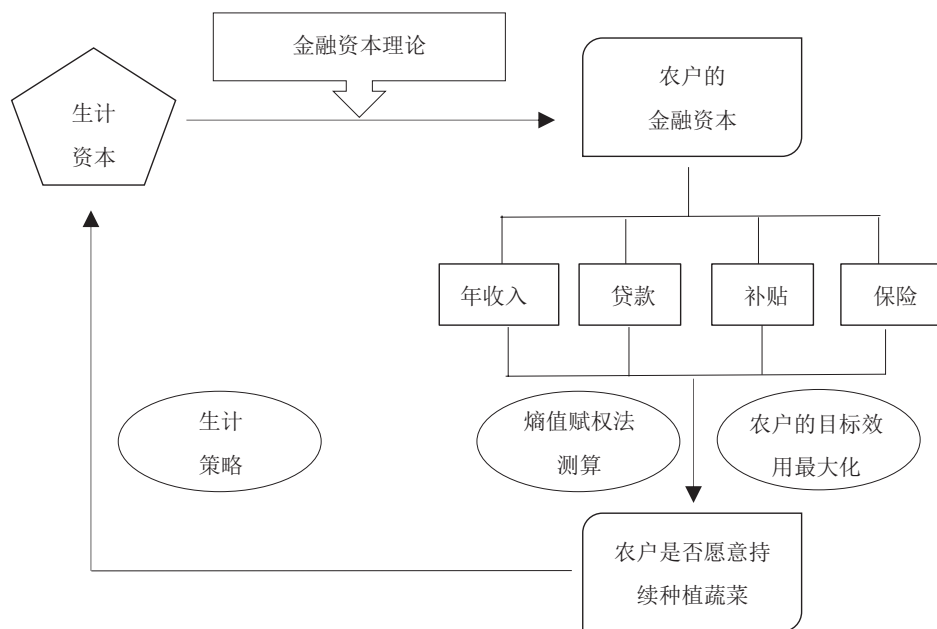 金融资本理论
生计
资本
农户的
金融资本
年收入
贷款
补贴
保险
生计
策略
熵值赋权法
测算
农户的目标效
用最大化
农户是否愿意持
续种植蔬菜